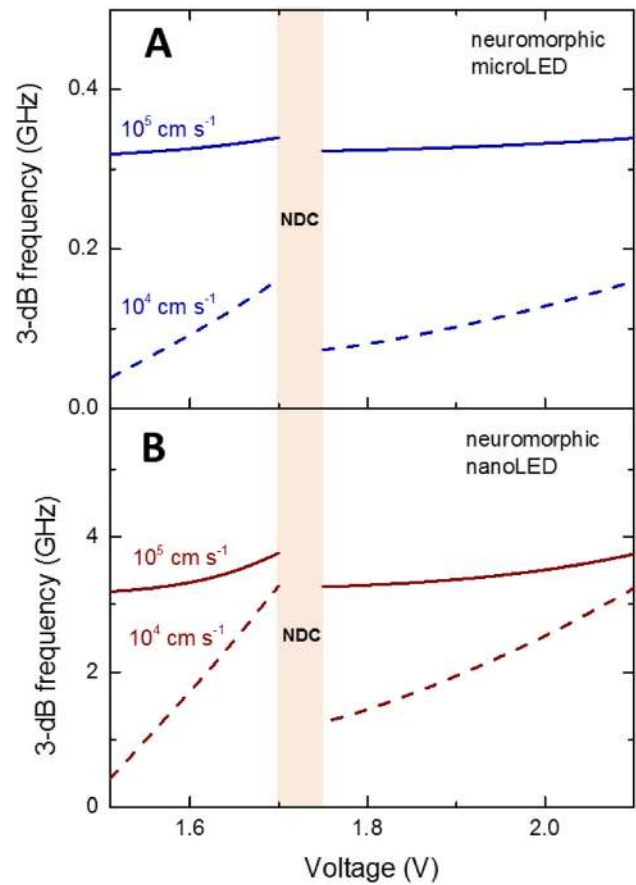 A
neuromorphic
microLED
0.4
10⁵ cm s⁻¹
3-dB frequency (GHz)
NDC
0.2
10⁴ cm s⁻¹
0.0
B
neuromorphic
nanoLED
4
10⁵ cm s⁻¹
3-dB frequency (GHz)
10⁴ cm s⁻¹
NDC
2
0
1.6
1.8
2.0
Voltage (V)